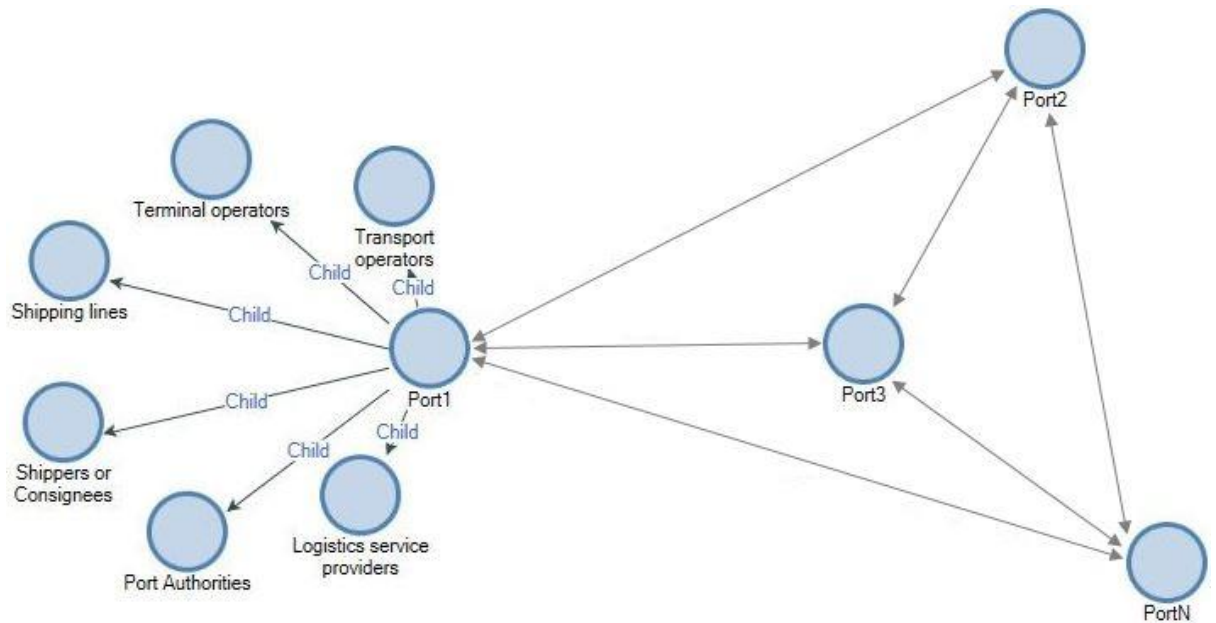 Port2
Terminal operators
Transport
operators
Child
Child
Shipping lines
Child
Port1
Port3
Child
Child
Child
Shippers or
Consignees
Logistics service
providers
Port Authorities
PortN